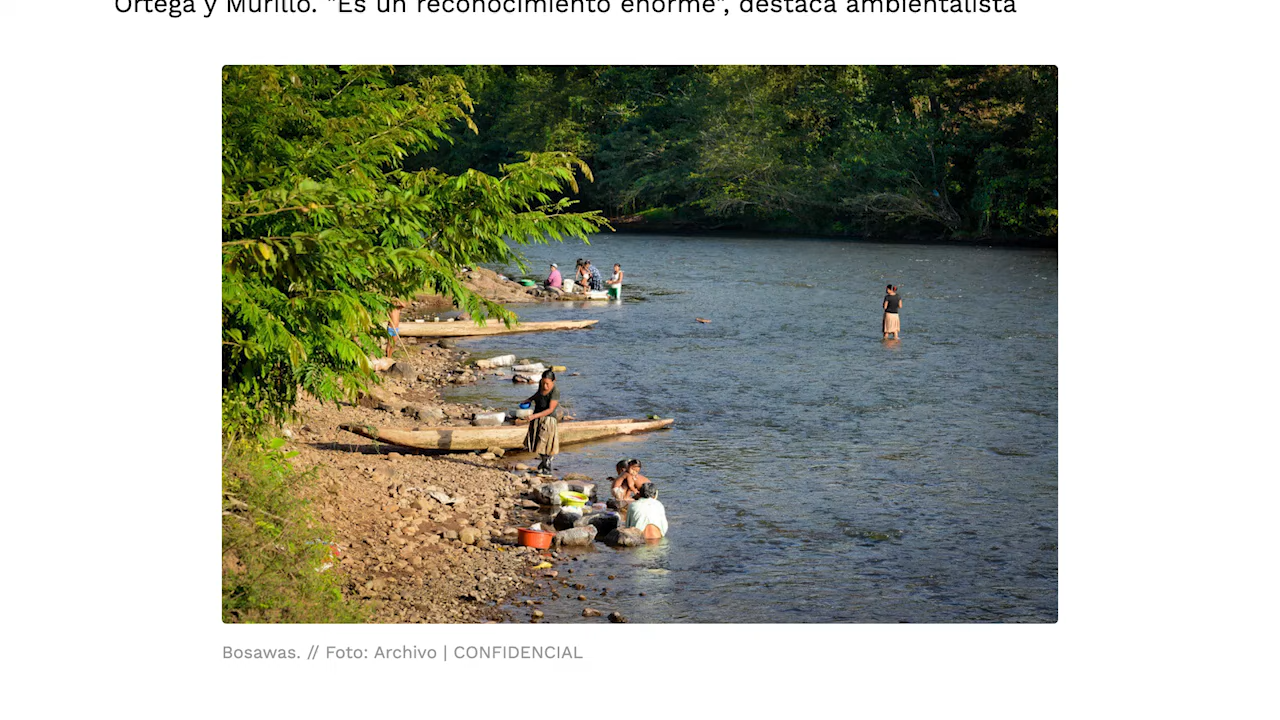 Ortega y Murillo. "Es un reconocimiento enorme", destaca ambientalista
Bosawas. // Foto: Archivo | CONFIDENCIAL